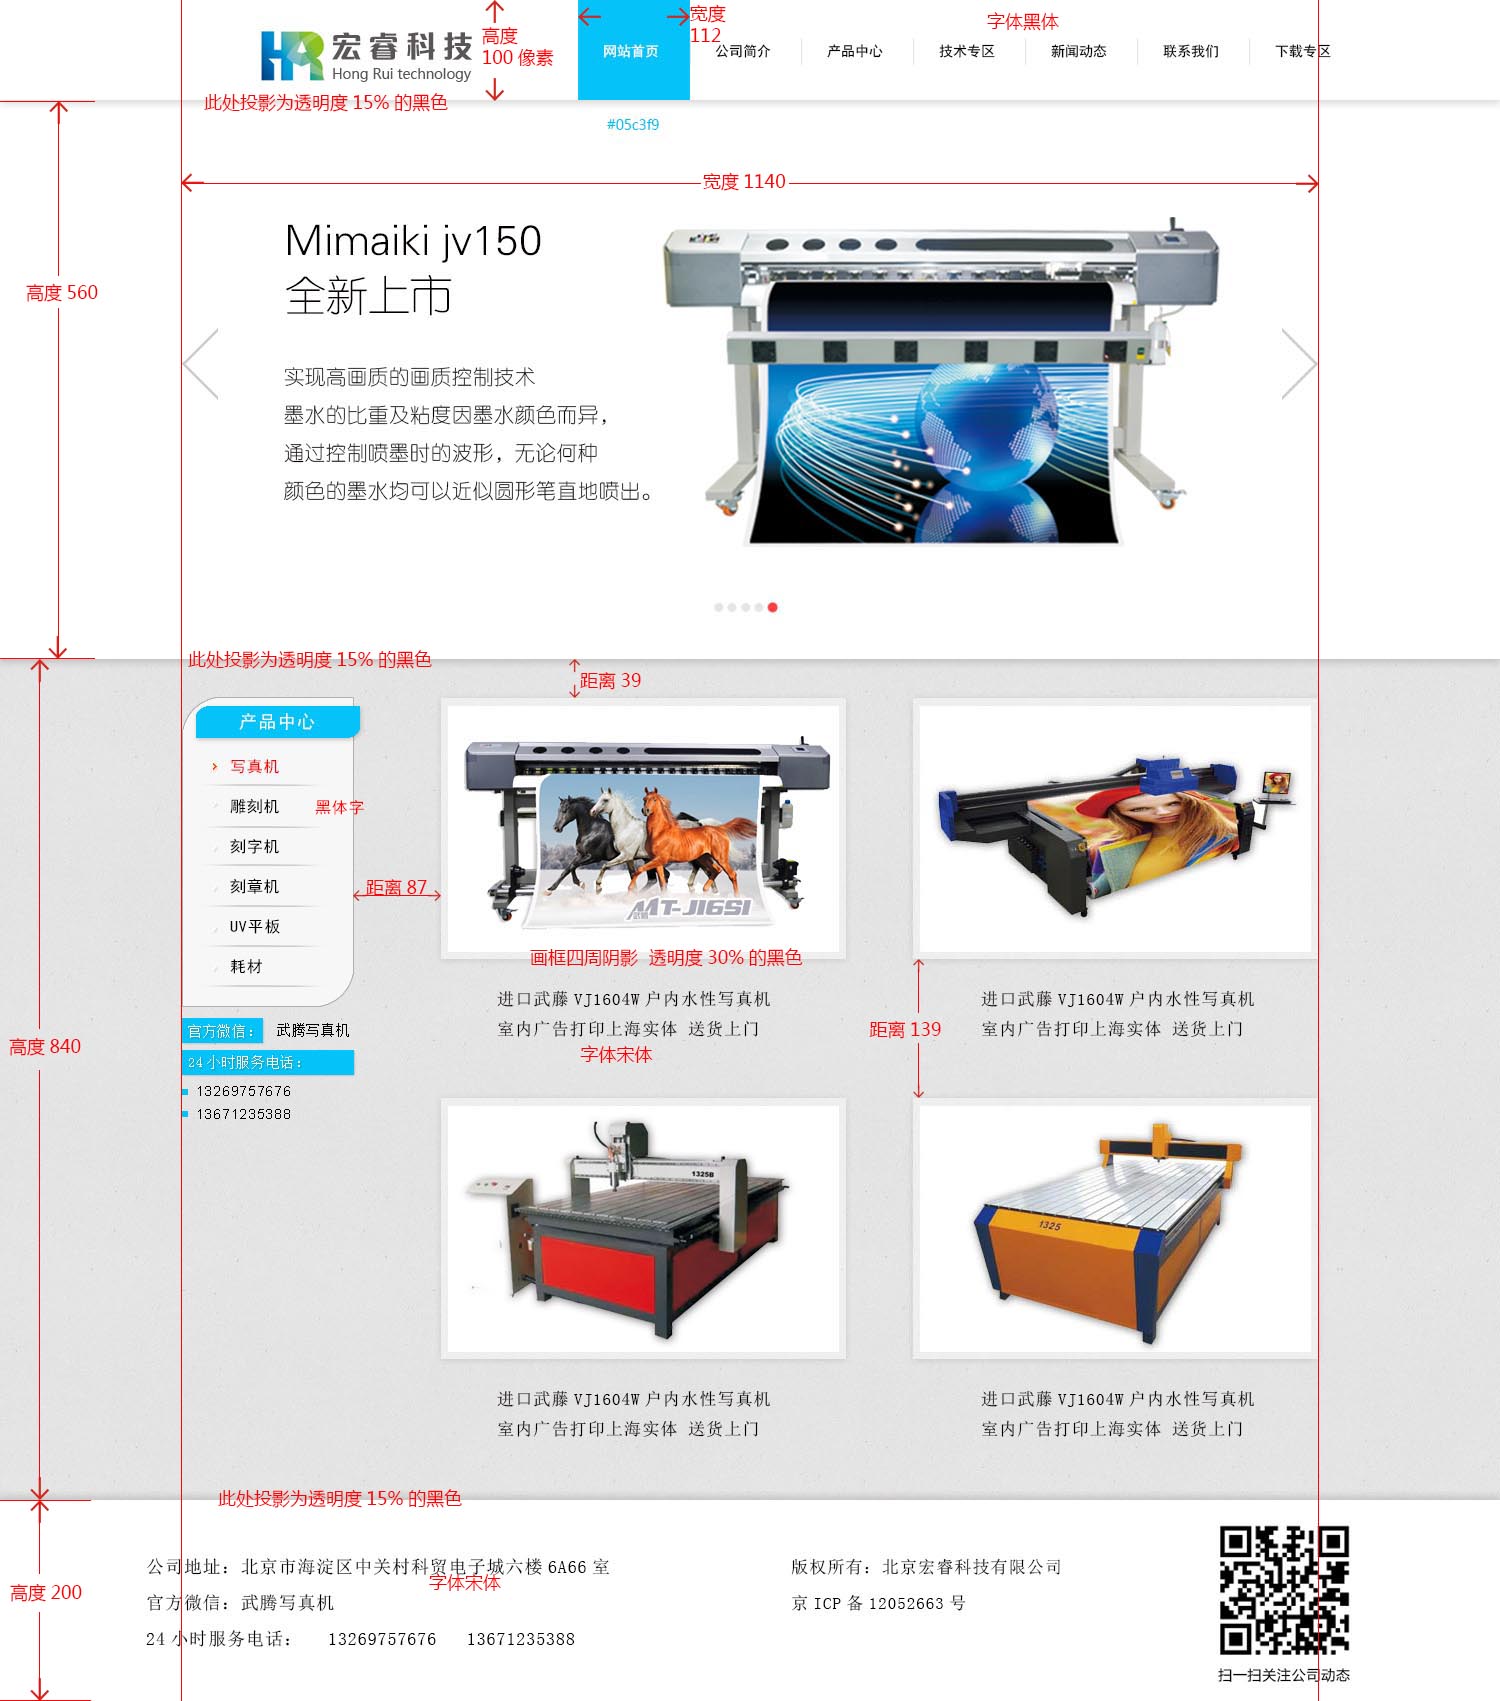 宏睿科技
Hong Rui technology
高度
100 像素
宽度
112
网站首页
公司简介
产品中心
技术专区
新闻动态
联系我们
下载专区
字体黑体
此处投影为透明度 15% 的黑色
#05c3f9
宽度 1140
高度 560
Mimaiki jv150
全新上市
实现高画质的画质控制技术
墨水的比重及粘度因墨水颜色而异，
通过控制喷墨时的波形，无论何种
颜色的墨水均可以近似圆形笔直地喷出。
此处投影为透明度 15% 的黑色
距离 39
产品中心
写真机
雕刻机
黑体字
刻字机
刻章机
UV平板
耗材
距离 87
官方微信：
武腾写真机
24 小时服务电话：
13269757676
13671235388
高度 840
武腾
MT-J16SI
画框四周阴影 透明度 30% 的黑色
进口武藤 VJ1604W 户内水性写真机
室内广告打印上海实体 送货上门
字体宋体
进口武藤 VJ1604W 户内水性写真机
室内广告打印上海实体 送货上门
距离 139
1325B
1325
进口武藤 VJ1604W 户内水性写真机
室内广告打印上海实体 送货上门
进口武藤 VJ1604W 户内水性写真机
室内广告打印上海实体 送货上门
此处投影为透明度 15% 的黑色
高度 200
公司地址：北京市海淀区中关村科贸电子城六楼 6A66 室
字体宋体
官方微信：武腾写真机
24 小时服务电话： 13269757676 13671235388
版权所有：北京宏睿科技有限公司
京 ICP 备 12052663 号
扫一扫关注公司动态